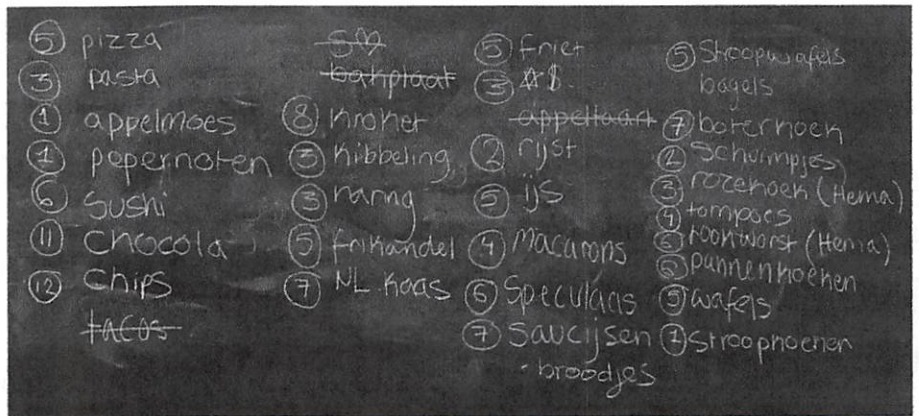 5 pizza
3 pasta
1 appelmoes
1 pepernoten
6 Sushi
11 Chocola
12 Chips
tacos
bakplaat
8 kroket
3 kibbeling
3 haring
5 frikandel
7 NL kaas
5 friet
3
appeltaart
2 rijst
5 ijs
4 Macarons
6 Speculaas
7 Saucijsen
- broodjes
5 Stroopwafels
bagels
7 boterkoek
2 Schuimpjes
3 rozekoek (Hema)
4 tompoes
6 rookworst (Hema)
6 pannenkoeken
5 wafels
1 Stroopkoeken